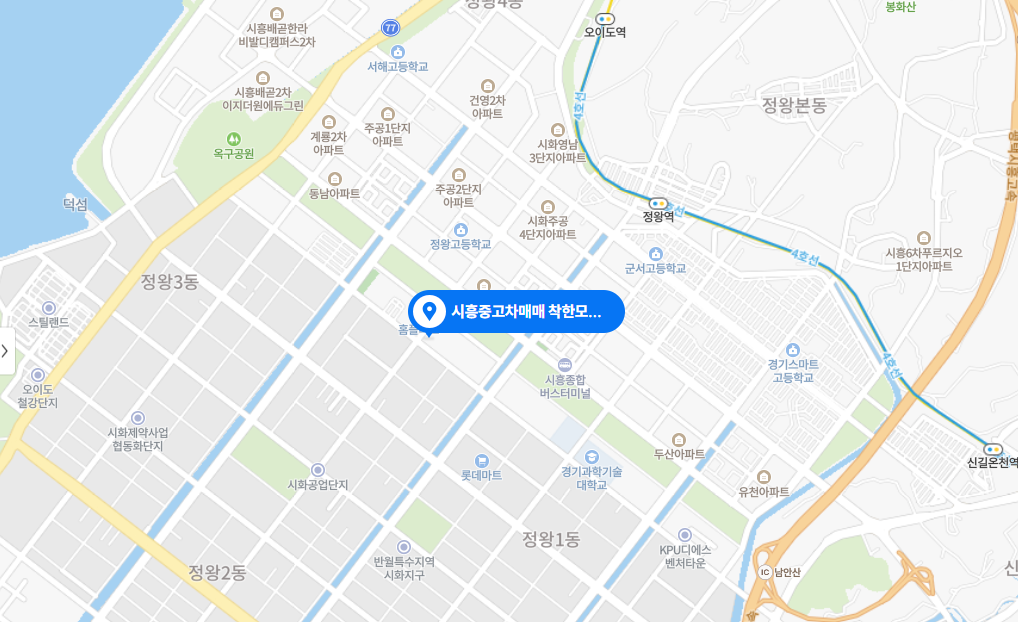 정왕4동
시흥배곧한라
비발디캠퍼스2차
77
서해고등학교
오이도역
봉화산
시흥배곧2차
이지더원에듀그린
건영2차
아파트
4호선
정왕본동
계룡2차
아파트
주공1단지
아파트
옥구공원
시화영남
3단지아파트
평택시흥고속
동남아파트
주공2단지
아파트
덕섬
정왕역
4호선
시화주공
4단지아파트
정왕고등학교
군서고등학교
4호선
시흥6차푸르지오
1단지아파트
정왕3동
스틸랜드
시흥중고차매매 착한모...
홈플
오이도
철강단지
시흥종합
버스터미널
경기스마트
고등학교
4호선
시화제약사업
협동화단지
시화공업단지
롯데마트
경기과학기술
대학교
두산아파트
유천아파트
신길온천역
정왕1동
반월특수지역
시화지구
KPU디에스
벤처타운
정왕2동
IC 남안산
신
속